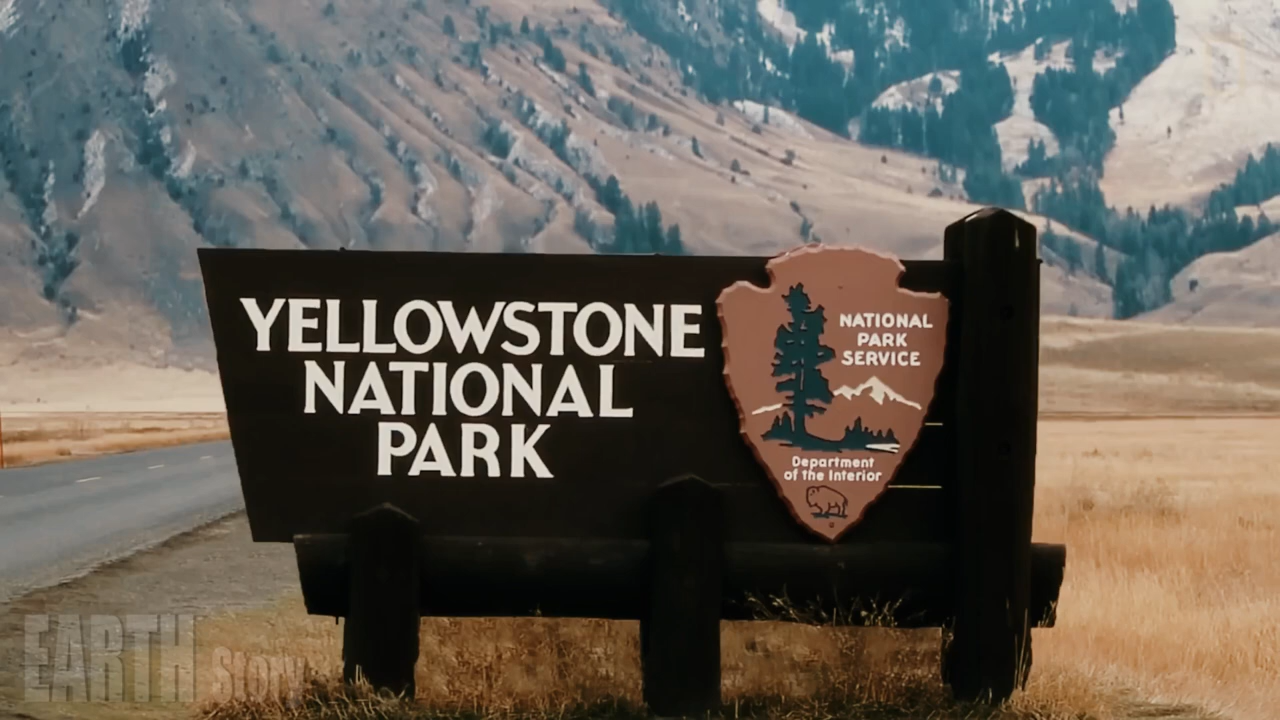 YELLOWSTONE
NATIONAL
PARK
NATIONAL
PARK
SERVICE
Department
of the Interior
EARTH Story